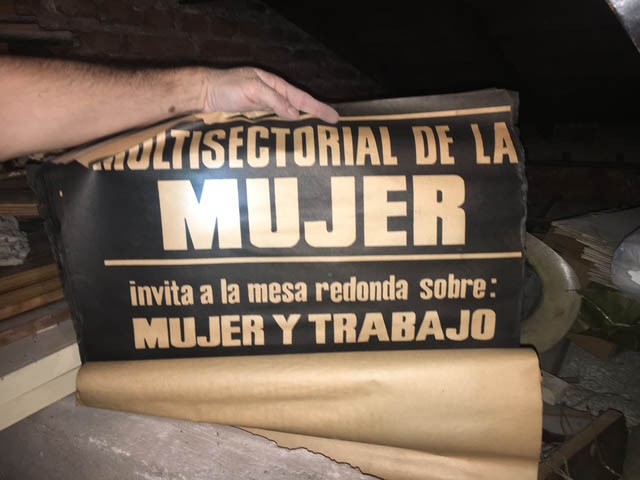 MULTISECTORIAL DE LA
MUJER
invita a la mesa redonda sobre:
MUJER Y TRABAJO